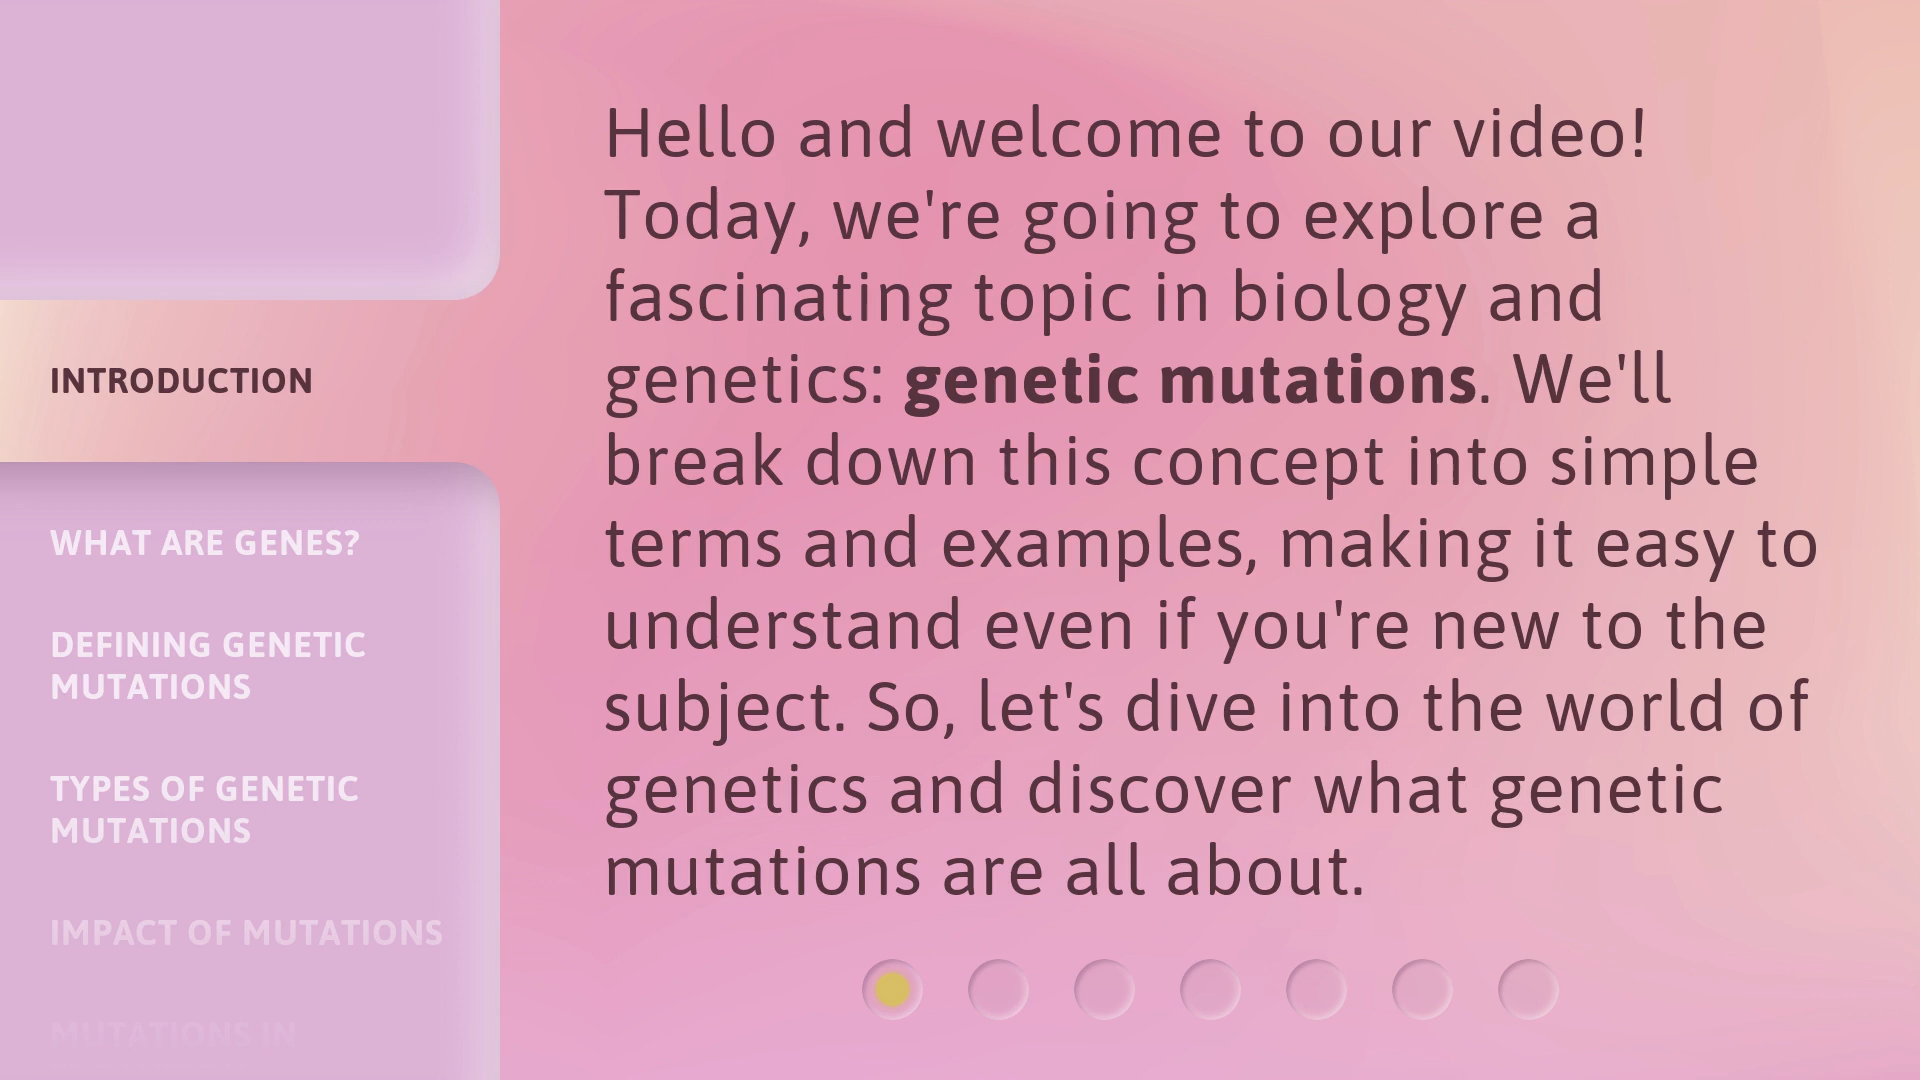 INTRODUCTION
WHAT ARE GENES?
DEFINING GENETIC
MUTATIONS
TYPES OF GENETIC
MUTATIONS
IMPACT OF MUTATIONS
MUTATIONS IN
Hello and welcome to our video!
Today, we're going to explore a
fascinating topic in biology and
genetics: genetic mutations. We'll
break down this concept into simple
terms and examples, making it easy to
understand even if you're new to the
subject. So, let's dive into the world of
genetics and discover what genetic
mutations are all about.